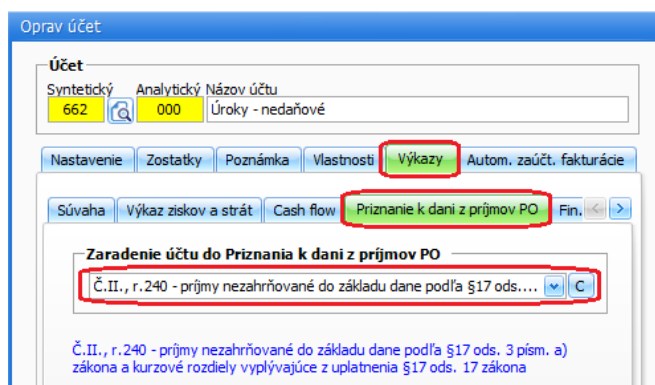 Oprav účet
Účet
Syntetický Analytický Názov účtu
662 000 Úroky - nedaňové
Nastavenie Zostatky Poznámka Vlastnosti Výkazy Autom. zaúčt. fakturácie
Súvaha Výkaz ziskov a strát Cash flow Priznanie k dani z príjmov PO Fin. < >
Zaradenie účtu do Priznania k dani z príjmov PO
Č.II., r.240 - príjmy nezahrňované do základu dane podľa §17 ods.... C
Č.II., r.240 - príjmy nezahrňované do základu dane podľa §17 ods. 3 písm. a)
zákona a kurzové rozdiely vyplývajúce z uplatnenia §17 ods. 17 zákona